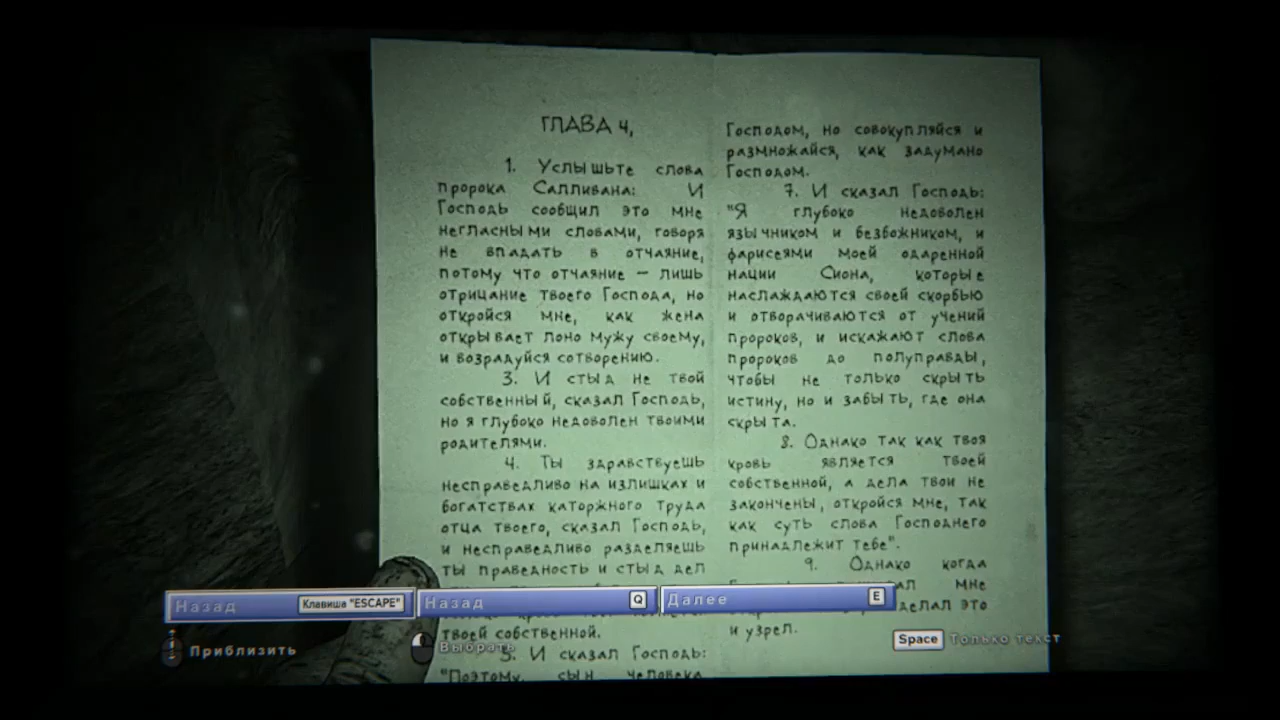 ГЛАВА 4,
1. Услышьте слова
пророка Салливана: И
Господь сообщил это мне
негласными словами, говоря
не впадать в отчаяние,
потому что отчаяние – лишь
отрицание твоего Господа, но
откройся мне, как жена
открывает лоно мужу своему,
и возрадуйся сотворению.
3. И стыд не твой
собственный, сказал Господь,
но я глубоко недоволен твоими
родителями.
4. Ты здравствуешь
несправедливо на излишках и
богатствах каторжного труда
отца твоего, сказал Господь,
и несправедливо разделяешь
ты праведность и стыд дел
твоей собственной.
5. И сказал Господь:
"Поэтому, сын человека
Господом, но совокупляйся и
размножайся, как задумано
Господом.
7. И сказал Господь:
"Я глубоко недоволен
язычником и безбожником, и
фарисеями моей одаренной
нации Сиона, которые
наслаждаются своей скорбью
и отворачиваются от учений
пророков, и искажают слова
пророков до полуправды,
чтобы не только скрыть
истину, но и забыть, где она
скрыта.
8. Однако так как твоя
кровь является твоей
собственной, а дела твои не
закончены, откройся мне, так
как суть слова Господнего
принадлежит тебе".
9. Однако когда
мне
делал это
и узрел.
Назад Клавиша "ESCAPE" Назад Q Далее E
Приблизить Выбрать Space Только текст